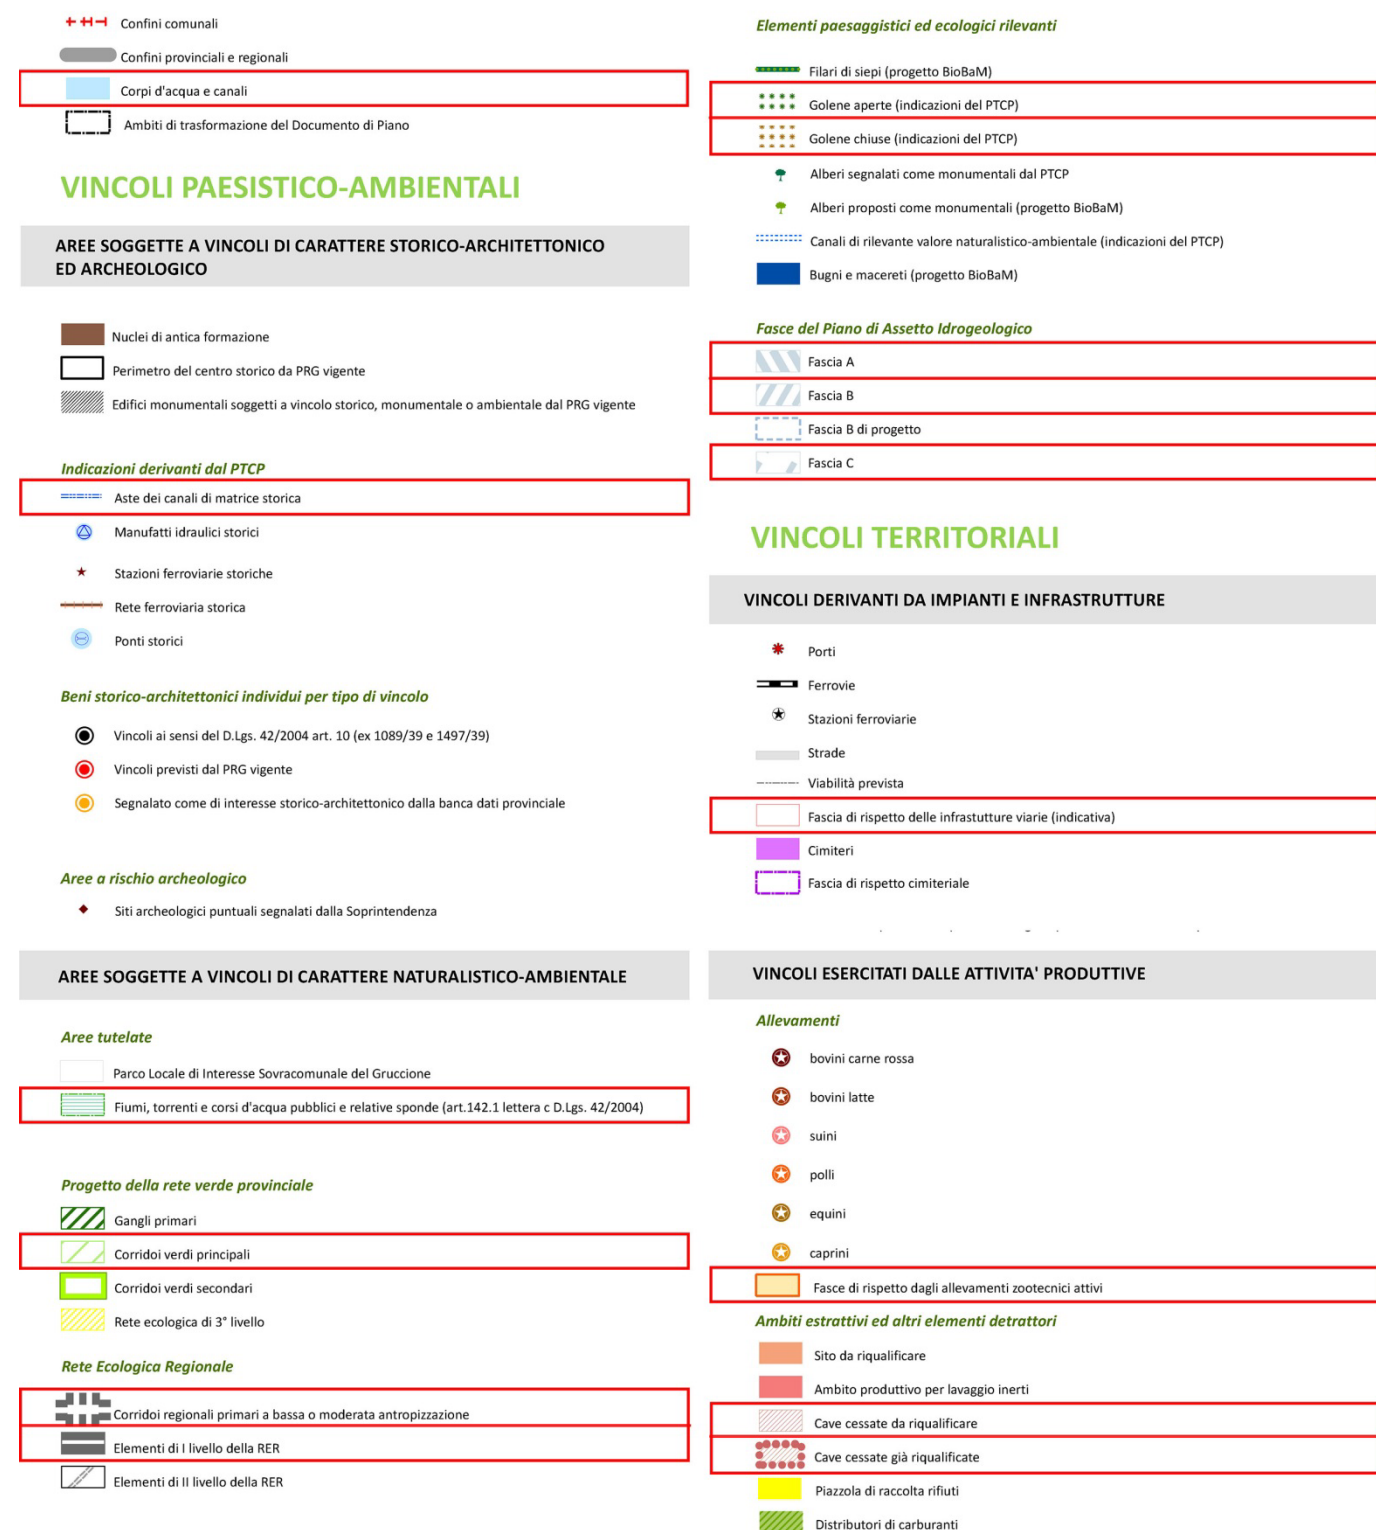 Confini comunali
Confini provinciali e regionali
Corpi d'acqua e canali
Ambiti di trasformazione del Documento di Piano
VINCOLI PAESISTICO-AMBIENTALI
AREE SOGGETTE A VINCOLI DI CARATTERE STORICO-ARCHITETTONICO
ED ARCHEOLOGICO
Nuclei di antica formazione
Perimetro del centro storico da PRG vigente
Edifici monumentali soggetti a vincolo storico, monumentale o ambientale dal PRG vigente
Indicazioni derivanti dal PTCP
Aste dei canali di matrice storica
Manufatti idraulici storici
Stazioni ferroviarie storiche
Rete ferroviaria storica
Ponti storici
Beni storico-architettonici individui per tipo di vincolo
Vincoli ai sensi del D.Lgs. 42/2004 art. 10 (ex 1089/39 e 1497/39)
Vincoli previsti dal PRG vigente
Segnalato come di interesse storico-architettonico dalla banca dati provinciale
Aree a rischio archeologico
Siti archeologici puntuali segnalati dalla Soprintendenza
AREE SOGGETTE A VINCOLI DI CARATTERE NATURALISTICO-AMBIENTALE
Aree tutelate
Parco Locale di Interesse Sovracomunale del Gruccione
Fiumi, torrenti e corsi d'acqua pubblici e relative sponde (art.142.1 lettera c D.Lgs. 42/2004)
Progetto della rete verde provinciale
Gangli primari
Corridoi verdi principali
Corridoi verdi secondari
Rete ecologica di 3° livello
Rete Ecologica Regionale
Corridoi regionali primari a bassa o moderata antropizzazione
Elementi di I livello della RER
Elementi di II livello della RER
Elementi paesaggistici ed ecologici rilevanti
Filari di siepi (progetto BioBaM)
Golene aperte (indicazioni del PTCP)
Golene chiuse (indicazioni del PTCP)
Alberi segnalati come monumentali dal PTCP
Alberi proposti come monumentali (progetto BioBaM)
Canali di rilevante valore naturalistico-ambientale (indicazioni del PTCP)
Bugni e macereti (progetto BioBaM)
Fasce del Piano di Assetto Idrogeologico
Fascia A
Fascia B
Fascia B di progetto
Fascia C
VINCOLI TERRITORIALI
VINCOLI DERIVANTI DA IMPIANTI E INFRASTRUTTURE
Porti
Ferrovie
Stazioni ferroviarie
Strade
Viabilità prevista
Fascia di rispetto delle infrastutture viarie (indicativa)
Cimiteri
Fascia di rispetto cimiteriale
VINCOLI ESERCITATI DALLE ATTIVITA' PRODUTTIVE
Allevamenti
bovini carne rossa
bovini latte
suini
polli
equini
caprini
Fasce di rispetto dagli allevamenti zootecnici attivi
Ambiti estrattivi ed altri elementi detrattori
Sito da riqualificare
Ambito produttivo per lavaggio inerti
Cave cessate da riqualificare
Cave cessate già riqualificate
Piazzola di raccolta rifiuti
Distributori di carburanti